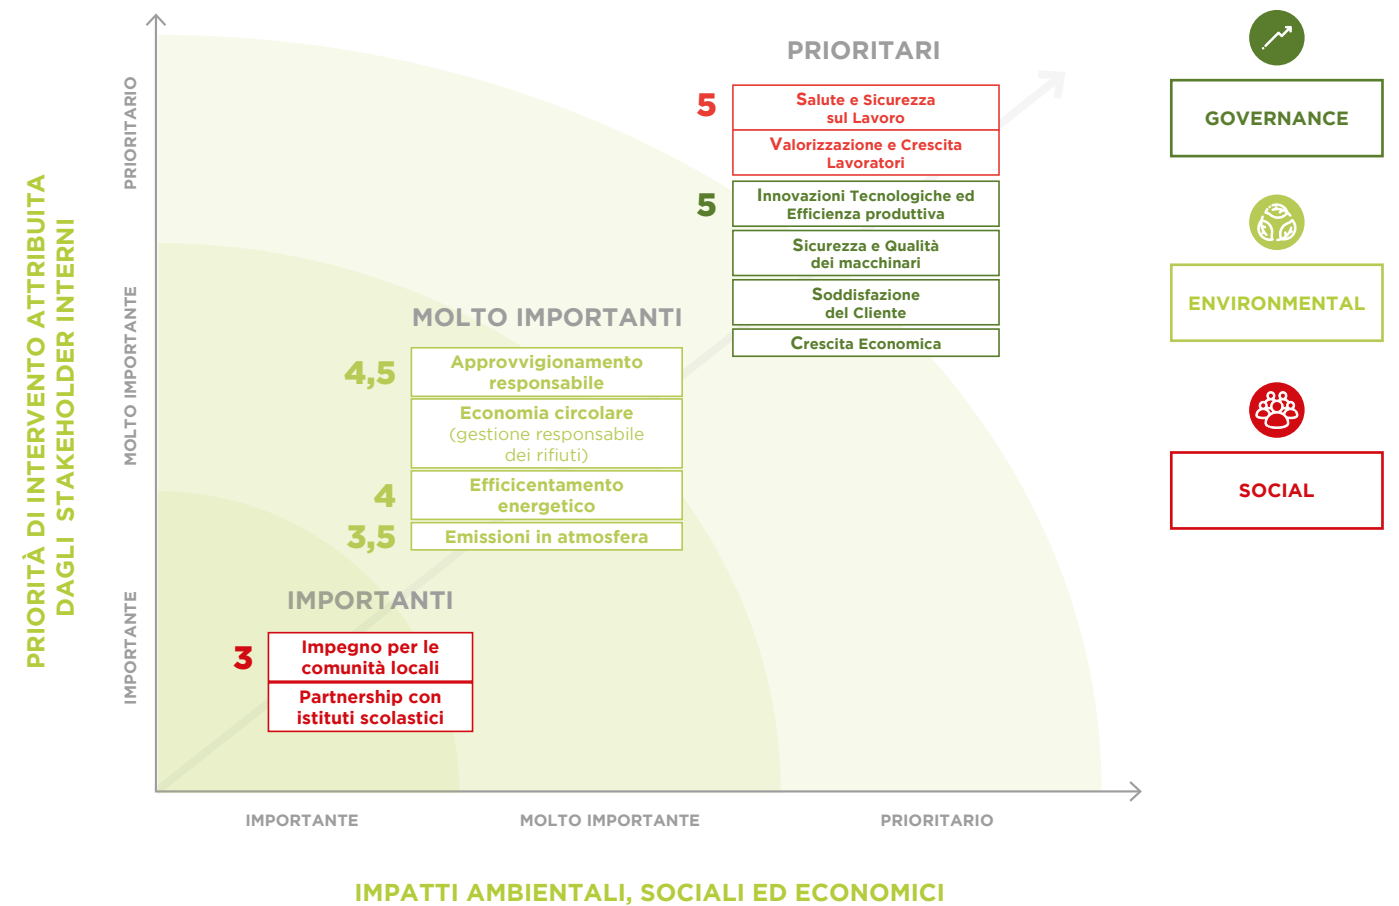 PRIORITÀ DI INTERVENTO ATTRIBUITA
DAGLI STAKEHOLDER INTERNI
PRIORITARIO
MOLTO IMPORTANTE
IMPORTANTE
PRIORITARI
5
Salute e Sicurezza
sul Lavoro
Valorizzazione e Crescita
Lavoratori
5
Innovazioni Tecnologiche ed
Efficienza produttiva
Sicurezza e Qualità
dei macchinari
Soddisfazione
del Cliente
Crescita Economica
MOLTO IMPORTANTI
4,5
Approvvigionamento
responsabile
Economia circolare
(gestione responsabile
dei rifiuti)
4
Efficicentamento
energetico
3,5
Emissioni in atmosfera
IMPORTANTI
3
Impegno per le
comunità locali
Partnership con
istituti scolastici
IMPORTANTE
MOLTO IMPORTANTE
PRIORITARIO
IMPATTI AMBIENTALI, SOCIALI ED ECONOMICI
GOVERNANCE
ENVIRONMENTAL
SOCIAL